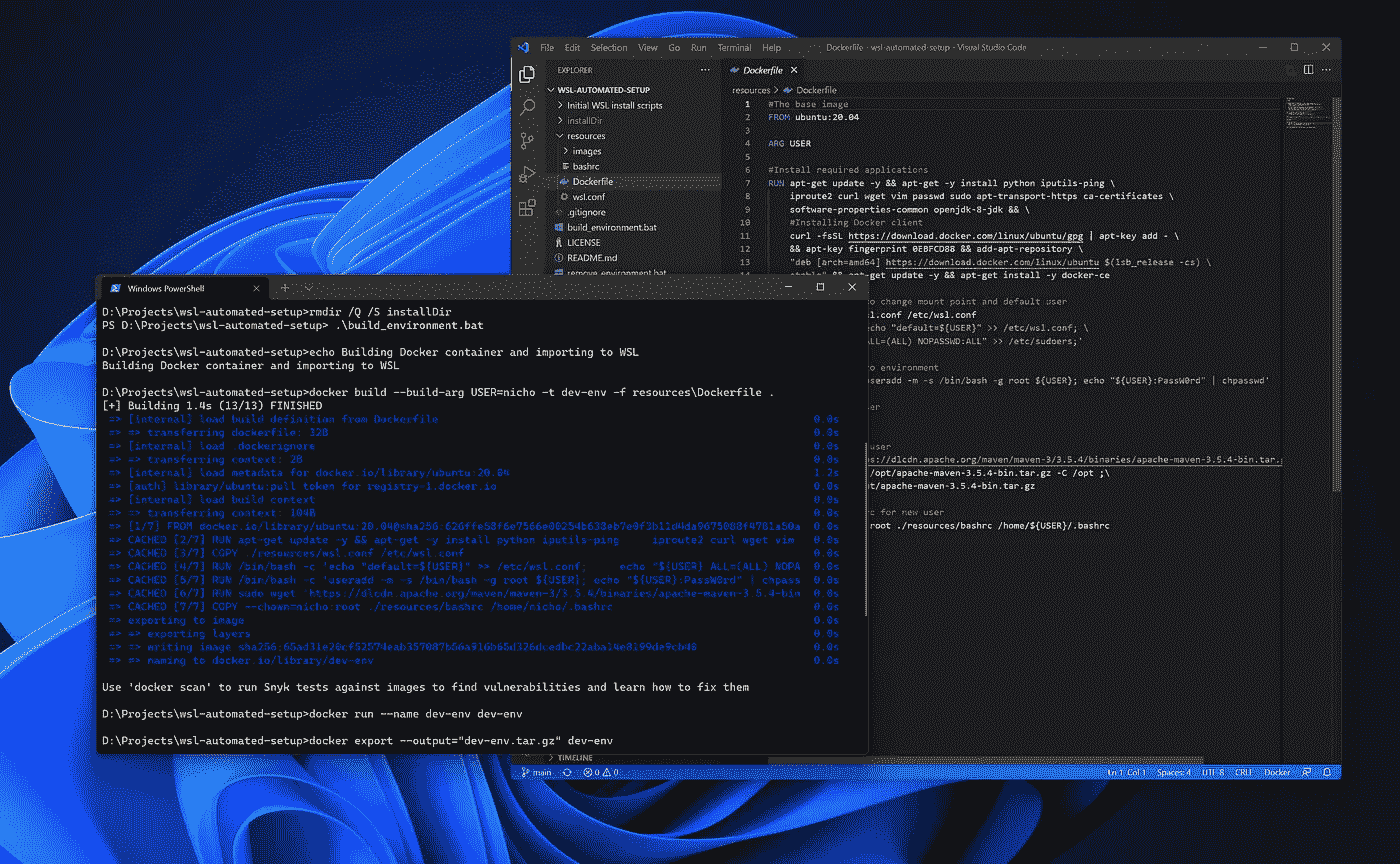 File Edit Selection View Go Run Terminal Help
Dockerfile - wsl-automated-setup - Visual Studio Code
EXPLORER
WSL-AUTOMATED-SETUP
Initial WSL install scripts
installDir
resources
images
bashrc
Dockerfile
wsl.conf
.gitignore
build_environment.bat
LICENSE
README.md
remove_environment.bat
TIMELINE
Dockerfile
resources > Dockerfile
1 #The base image
2 FROM ubuntu:20.04
3
4 ARG USER
5
6 #Install required applications
7 RUN apt-get update -y && apt-get -y install python iputils-ping \
8 iproute2 curl wget vim passwd sudo apt-transport-https ca-certificates \
9 software-properties-common openjdk-8-jdk && \
10 #Installing Docker client
11 curl -fsSL https://download.docker.com/linux/ubuntu/gpg | apt-key add - \
12 && apt-key fingerprint 0EBFCD88 && add-apt-repository \
13 "deb [arch=amd64] https://download.docker.com/linux/ubuntu $(lsb_release -cs) \
14 stable" && apt-get update -y && apt-get install -y docker-ce
to change mount point and default user
sl.conf /etc/wsl.conf
echo "default=${USER}" >> /etc/wsl.conf; \
ALL=(ALL) NOPASSWD:ALL" >> /etc/sudoers;'
to environment
useradd -m -s /bin/bash -g root ${USER}; echo "${USER}:PassW0rd" | chpasswd'
ser
user
ps://dlcdn.apache.org/maven/maven-3/3.5.4/binaries/apache-maven-3.5.4-bin.tar.
/opt/apache-maven-3.5.4-bin.tar.gz -C /opt ;\
pt/apache-maven-3.5.4-bin.tar.gz
rc for new user
root ./resources/bashrc /home/${USER}/.bashrc
Windows PowerShell
D:\Projects\wsl-automated-setup>rmdir /Q /S installDir
PS D:\Projects\wsl-automated-setup> .\build_environment.bat
D:\Projects\wsl-automated-setup>echo Building Docker container and importing to WSL
Building Docker container and importing to WSL
D:\Projects\wsl-automated-setup>docker build --build-arg USER=nicho -t dev-env -f resources\Dockerfile .
[+] Building 1.4s (13/13) FINISHED
=> [internal] load build definition from Dockerfile 0.0s
=> => transferring dockerfile: 32B 0.0s
=> [internal] load .dockerignore 0.0s
=> => transferring context: 2B 0.0s
=> [internal] load metadata for docker.io/library/ubuntu:20.04 1.2s
=> [auth] library/ubuntu:pull token for registry-1.docker.io 0.0s
=> [internal] load build context 0.0s
=> => transferring context: 104B 0.0s
=> [1/7] FROM 0.0s
=> CACHED [2/7] RUN apt-get update -y && apt-get -y install python iputils-ping iproute2 curl wget vim 0.0s
=> CACHED [3/7] COPY ./resources/wsl.conf /etc/wsl.conf 0.0s
=> CACHED [4/7] RUN /bin/bash -c 'echo "default=${USER}" >> /etc/wsl.conf; echo "${USER} ALL=(ALL) NOPA 0.0s
=> CACHED [5/7] RUN /bin/bash -c 'useradd -m -s /bin/bash -g root ${USER}; echo "${USER}:PassW0rd" | chpass 0.0s
=> CACHED [6/7] RUN sudo wget 'https://dlcdn.apache.org/maven/maven-3/3.5.4/binaries/apache-maven-3.5.4-bin 0.0s
=> CACHED [7/7] COPY --chown=nicho:root ./resources/bashrc /home/nicho/.bashrc 0.0s
=> exporting to image 0.0s
=> => exporting layers 0.0s
=> => writing image 0.0s
=> => naming to docker.io/library/dev-env 0.0s
Use 'docker scan' to run Snyk tests against images to find vulnerabilities and learn how to fix them
D:\Projects\wsl-automated-setup>docker run --name dev-env dev-env
D:\Projects\wsl-automated-setup>docker export --output="dev-env.tar.gz" dev-env
main 0 0
Ln 1, Col 1 Spaces: 4 UTF-8 CRLF Docker